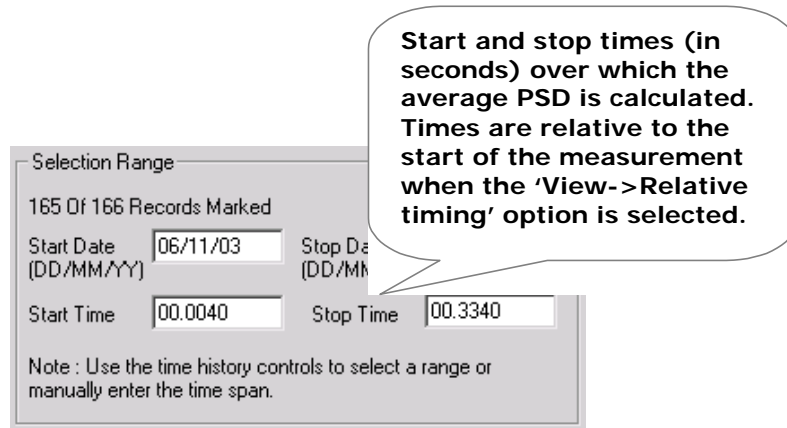 Start and stop times (in
seconds) over which the
average PSD is calculated.
Times are relative to the
start of the measurement
when the ‘View->Relative
timing’ option is selected.
Selection Range
165 Of 166 Records Marked
Start Date 06/11/03 Stop
(DD/MM/YY) (DD/
Start Time 00.0040 Stop Time 00.3340
Note : Use the time history controls to select a range or
manually enter the time span.